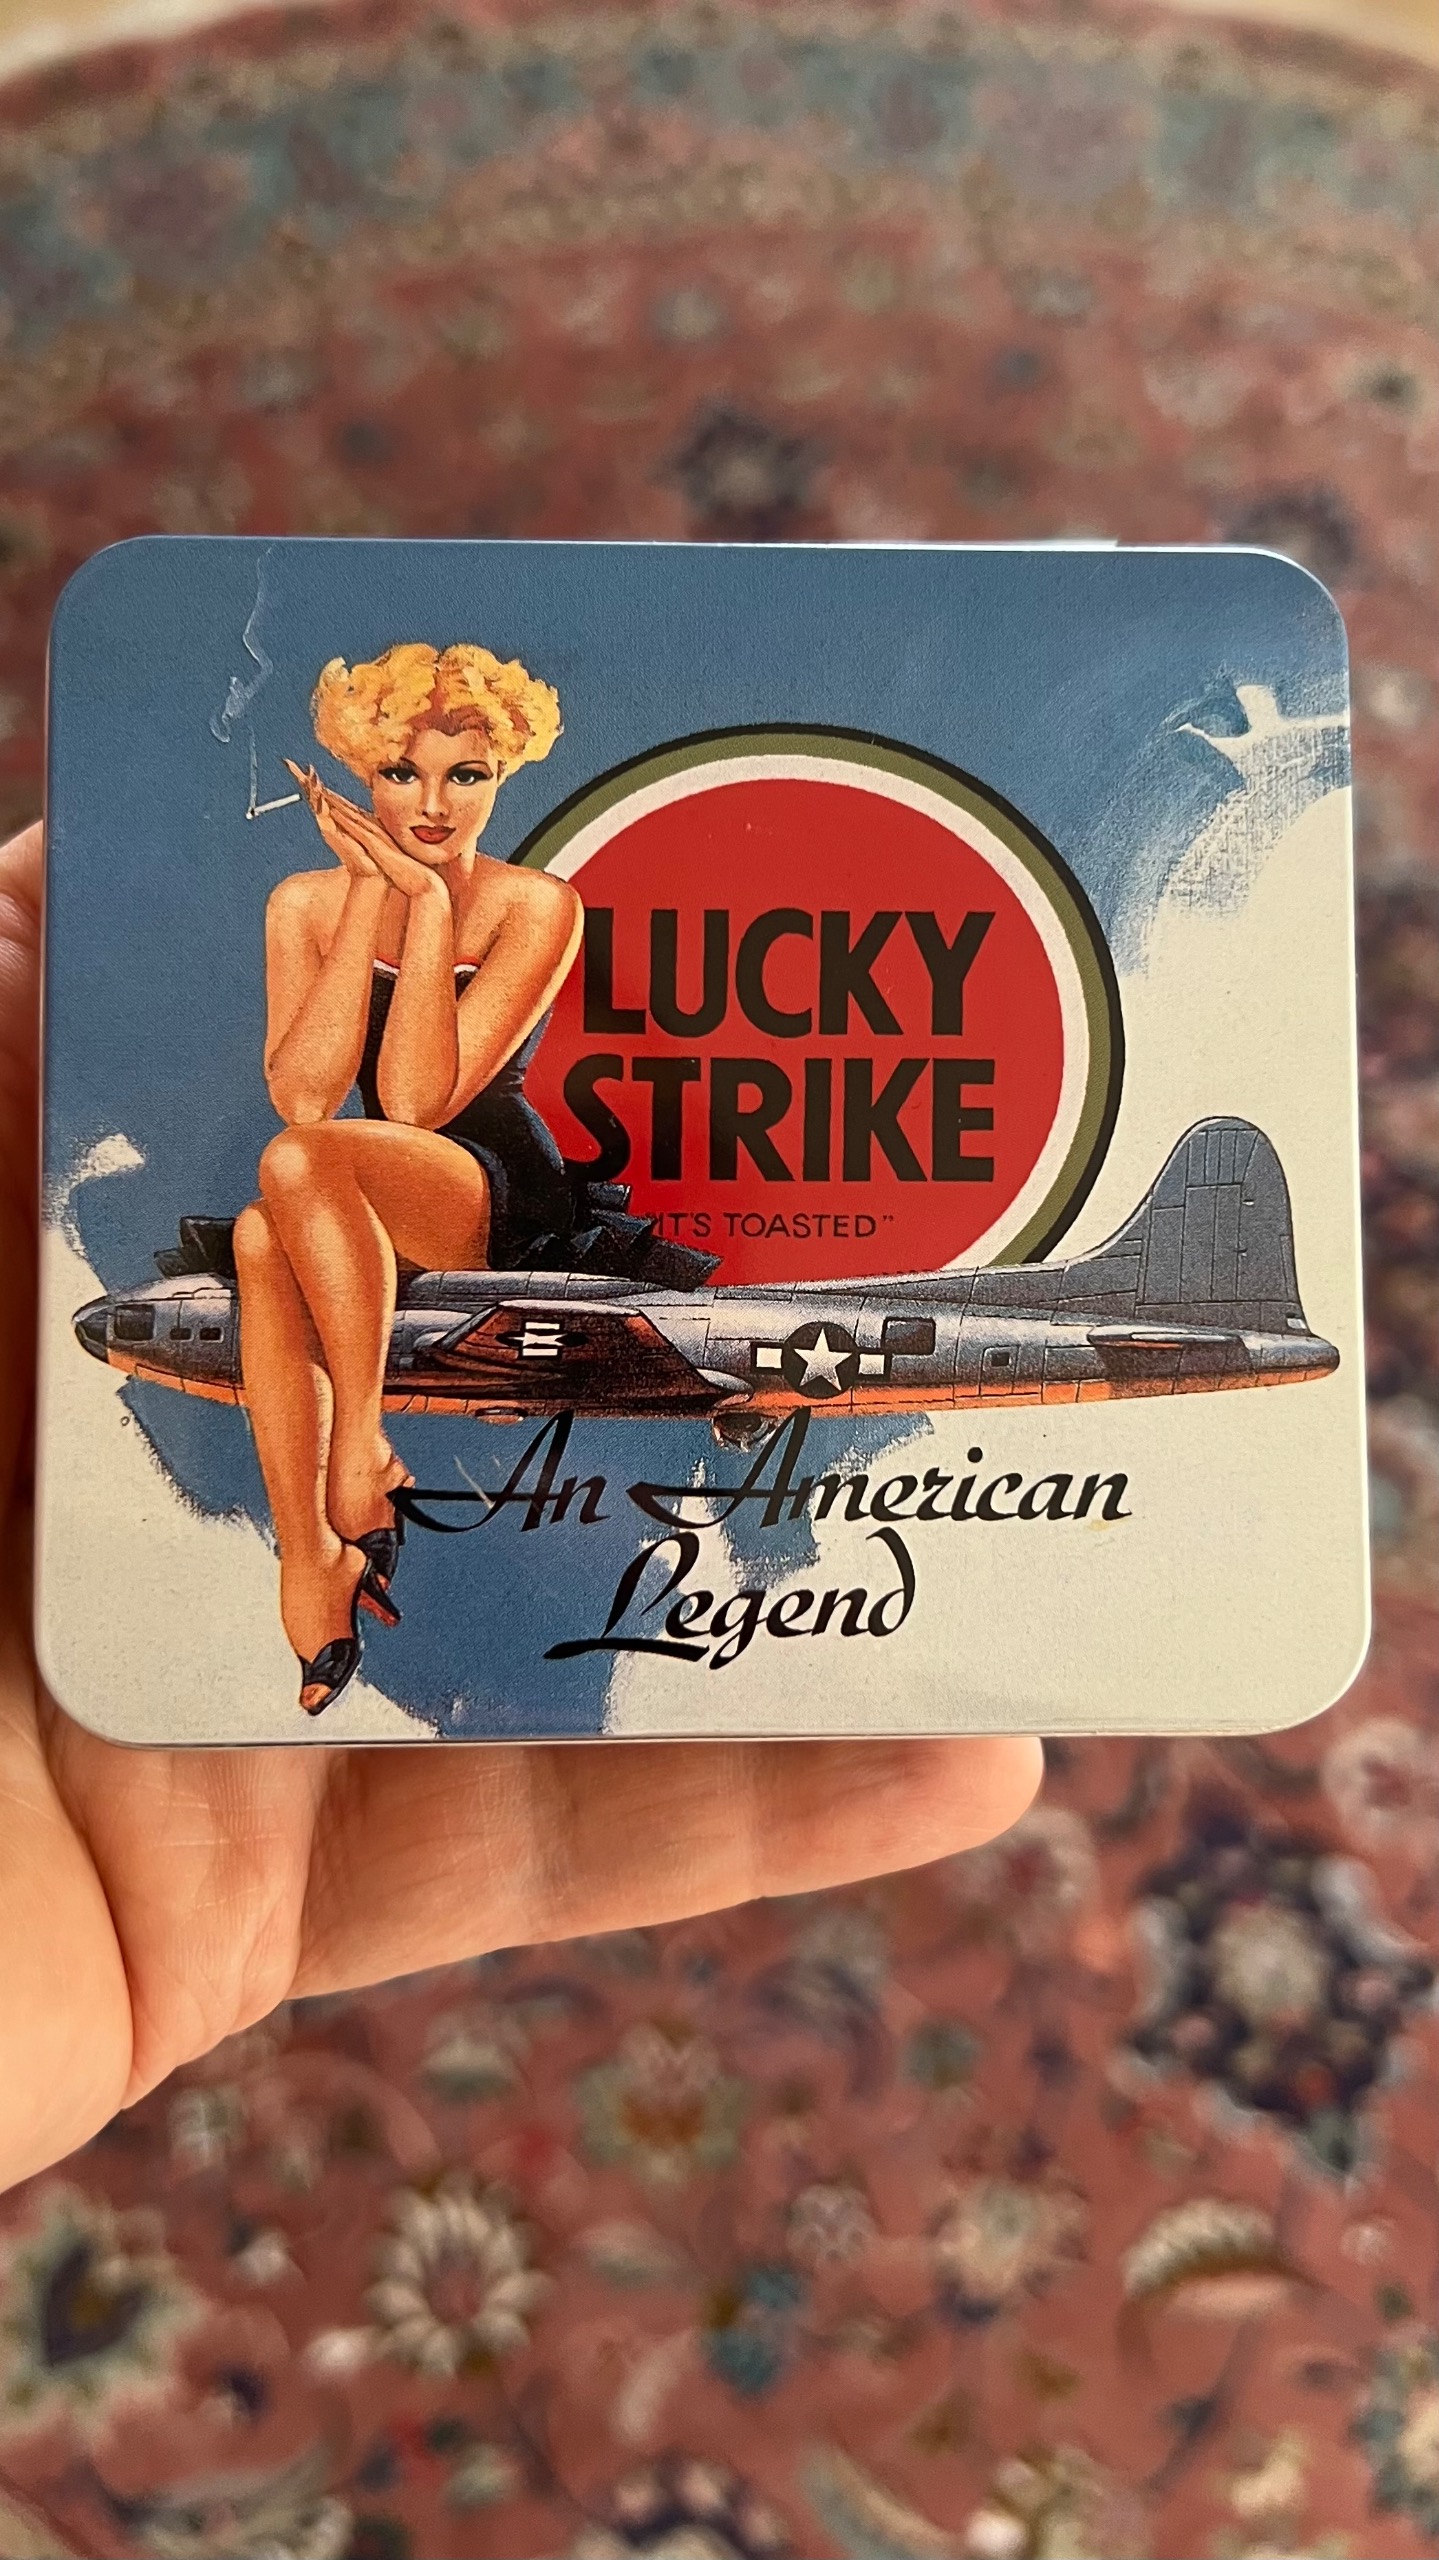 LUCKY
STRIKE
"IT'S TOASTED"
An American
Legend